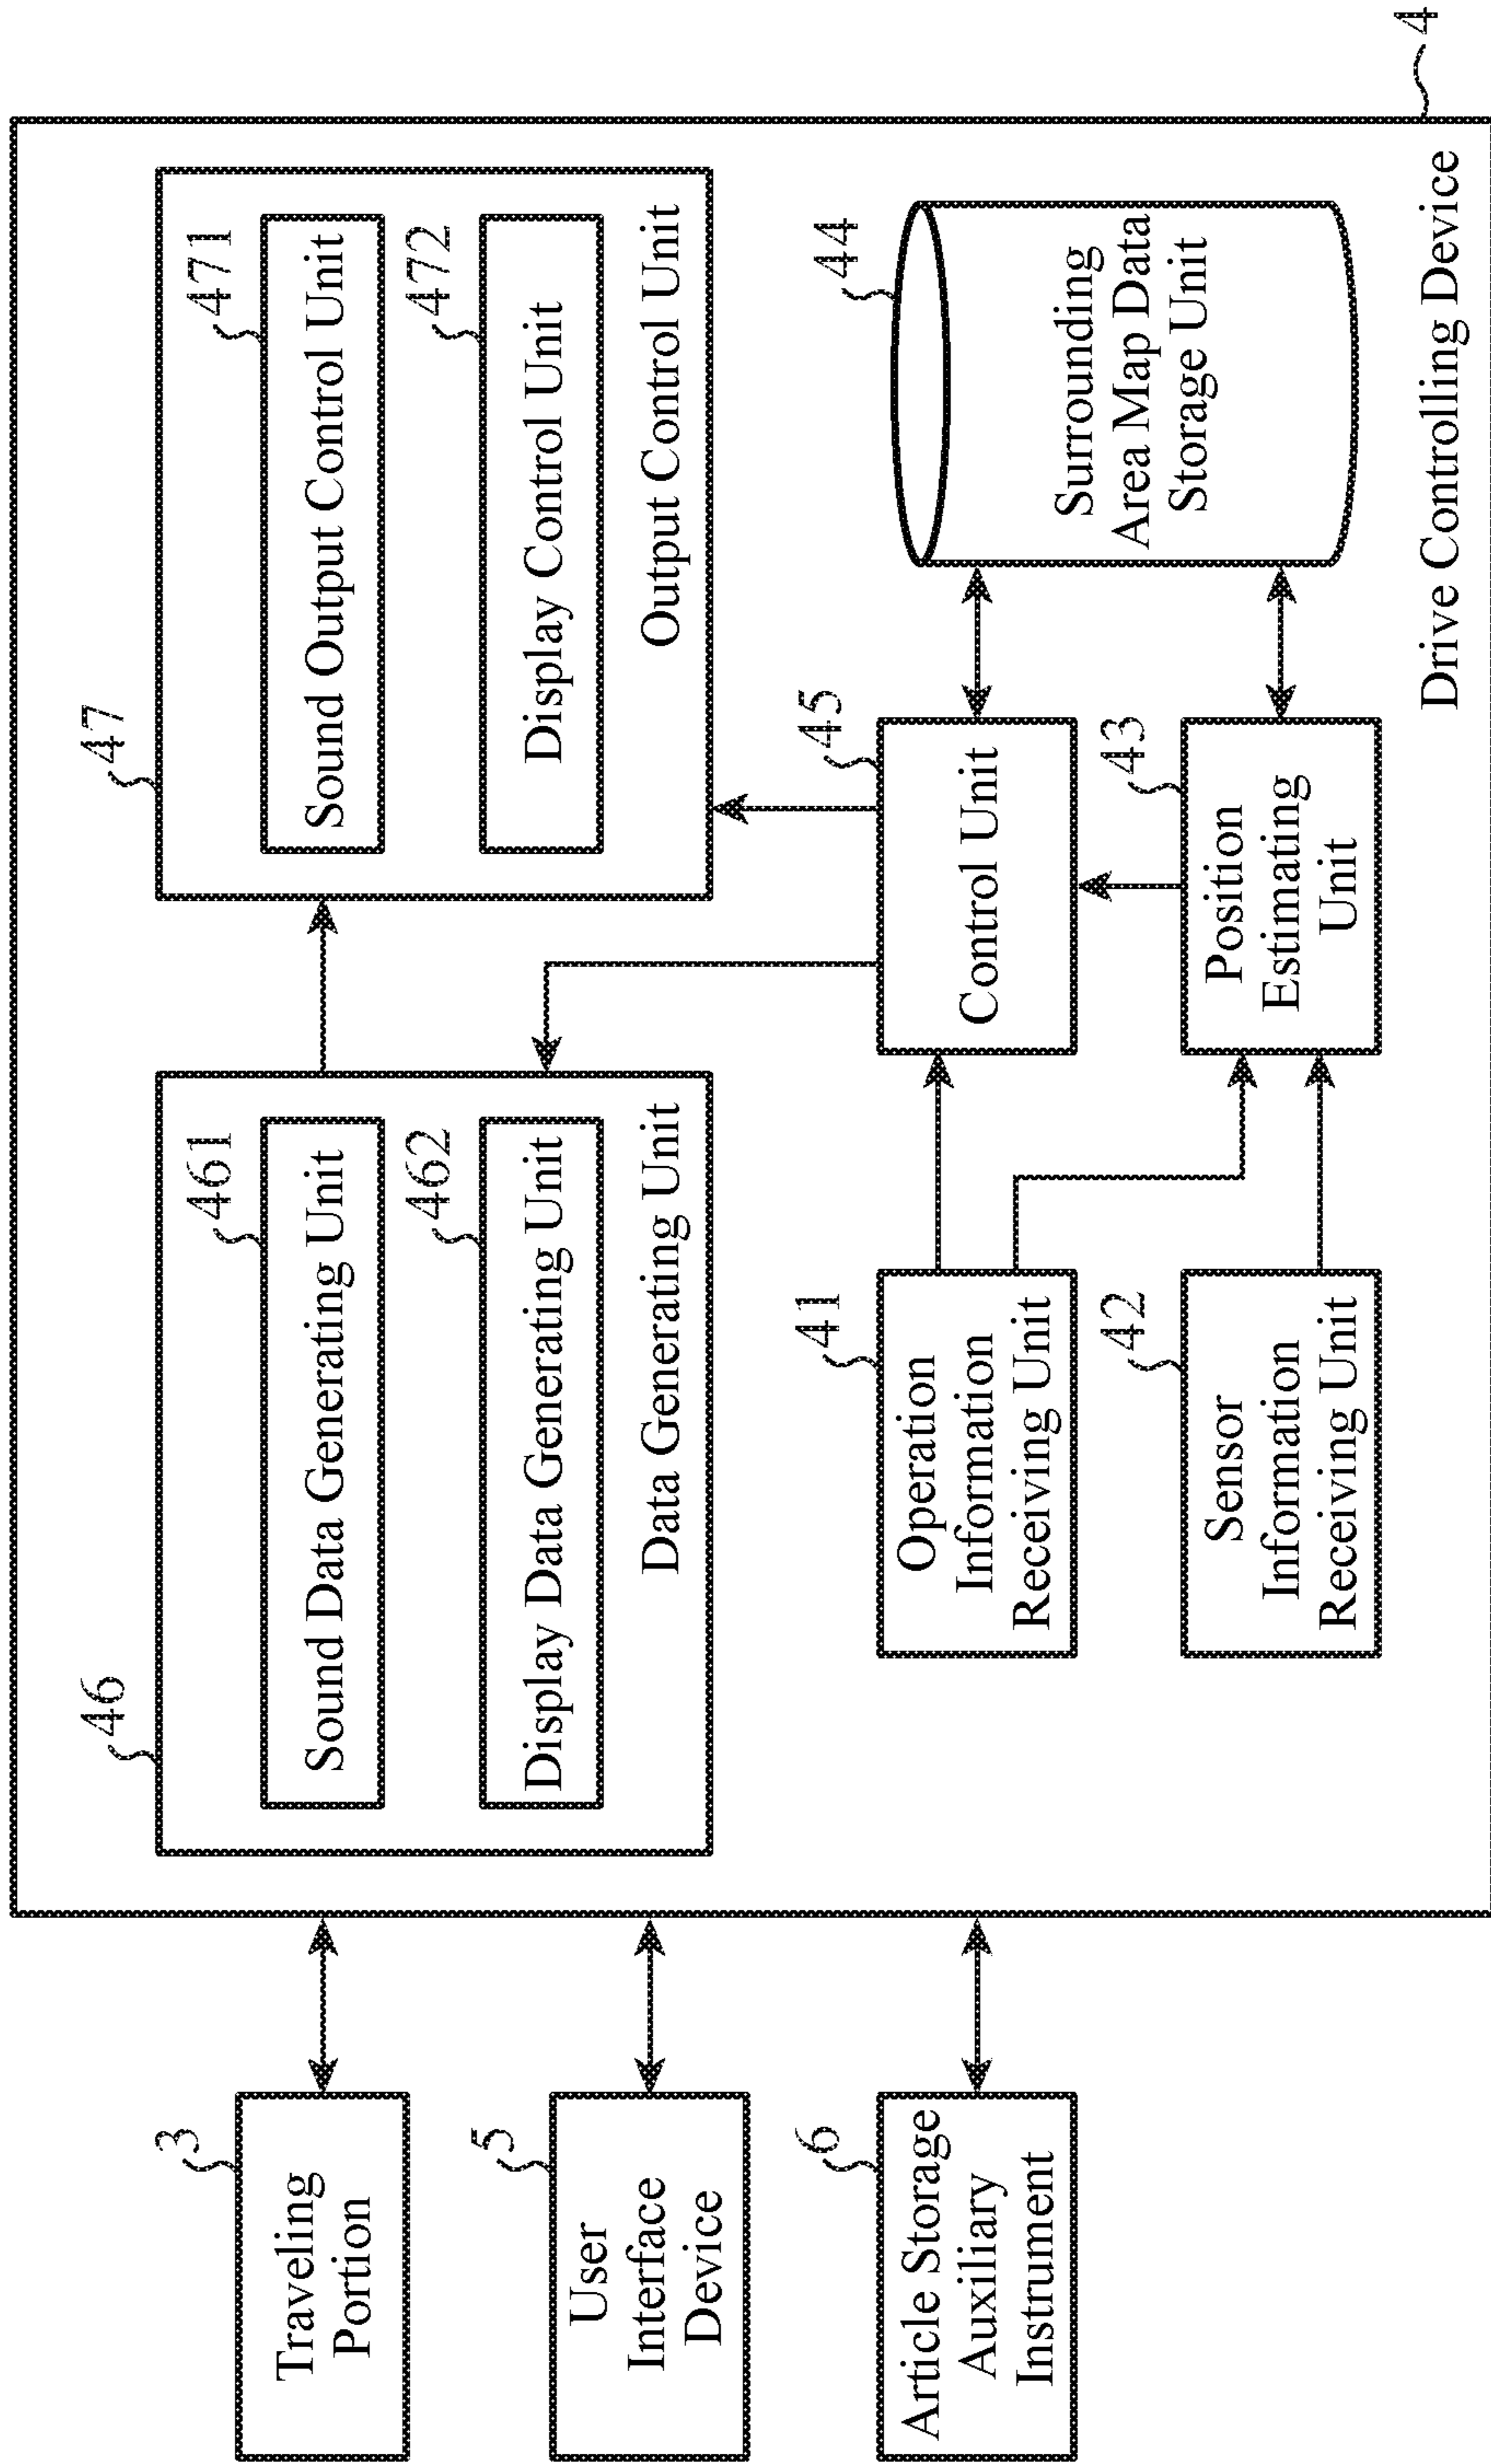 3
Traveling
Portion
5
User
Interface
Device
6
Article Storage
Auxiliary
Instrument
46
461
Sound Data Generating Unit
462
Display Data Generating Unit
Data Generating Unit
47
471
Sound Output Control Unit
472
Display Control Unit
Output Control Unit
41
Operation
Information
Receiving Unit
42
Sensor
Information
Receiving Unit
45
Control Unit
43
Position
Estimating
Unit
44
Surrounding
Area Map Data
Storage Unit
Drive Controlling Device
4